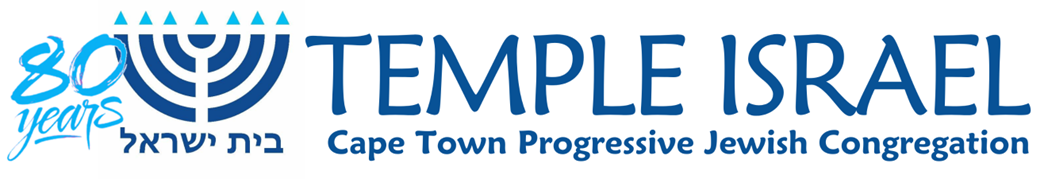 80
years
בית ישראל
TEMPLE ISRAEL
Cape Town Progressive Jewish Congregation